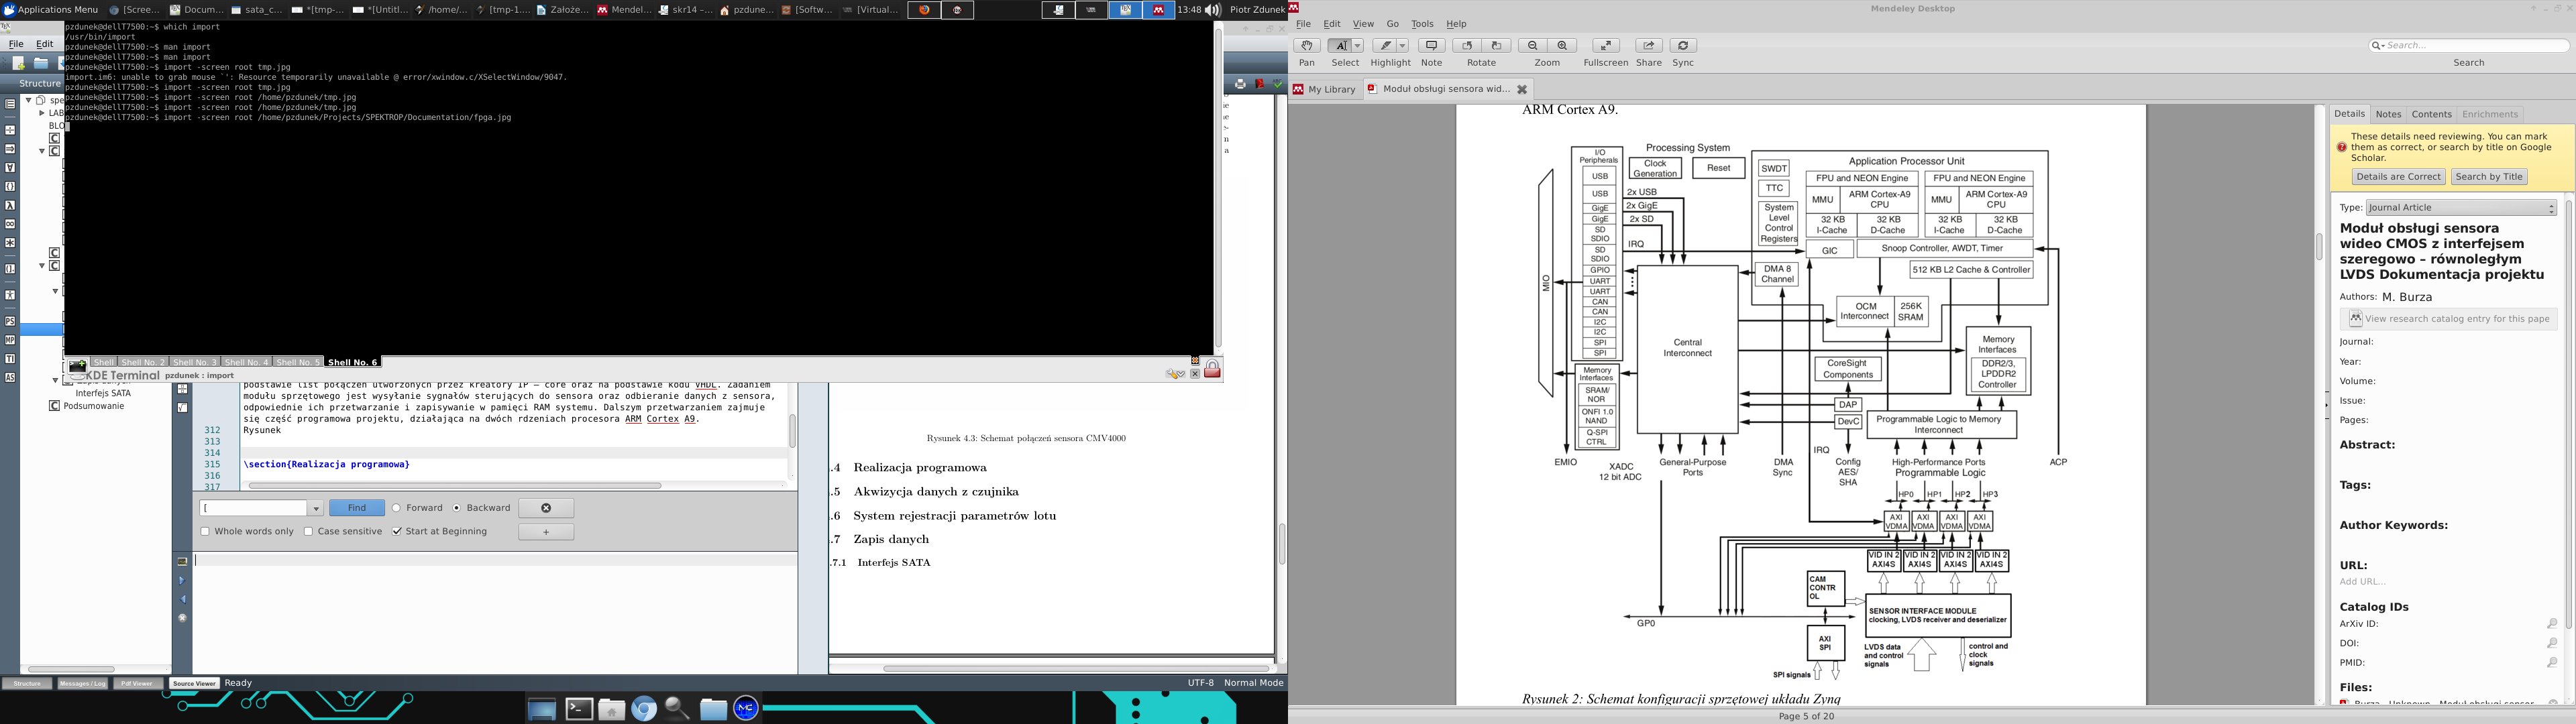 Applications Menu
[Scree...
Docum...
sata_c...
*[tmp-...
*[Untitl...
/home/...
[tmp-1....
Założe...
Mendel...
skr14 –...
pzdune...
[Softw...
[Virtual...
13:48
Piotr Zdunek
pzdunek@dellT7500:~$ which import
/usr/bin/import
pzdunek@dellT7500:~$ man import
pzdunek@dellT7500:~$ man import
pzdunek@dellT7500:~$ import -screen root tmp.jpg
import.im6: unable to grab mouse `': Resource temporarily unavailable @ error/xwindow.c/XSelectWindow/9047.
pzdunek@dellT7500:~$ import -screen root tmp.jpg
pzdunek@dellT7500:~$ import -screen root /home/pzdunek/tmp.jpg
pzdunek@dellT7500:~$ import -screen root /home/pzdunek/tmp.jpg
pzdunek@dellT7500:~$ import -screen root /home/pzdunek/Projects/SPEKTROP/Documentation/fpga.jpg
Shell
Shell No. 2
Shell No. 3
Shell No. 4
Shell No. 5
Shell No. 6
KDE Terminal
pzdunek : import
File
Edit
Structure
spe
LAB
BLO
Interfejs SATA
Podsumowanie
podstawie list połączeń utworzonych przez kreatory IP – core oraz na podstawie kodu VHDL. Zadaniem
modułu sprzętowego jest wysyłanie sygnałów sterujących do sensora oraz odbieranie danych z sensora,
odpowiednie ich przetwarzanie i zapisywanie w pamięci RAM systemu. Dalszym przetwarzaniem zajmuje
się część programowa projektu, działająca na dwóch rdzeniach procesora ARM Cortex A9.
312 Rysunek
313
314
315 \section{Realizacja programowa}
316
317
[
Find
Forward
Backward
Whole words only
Case sensitive
Start at Beginning
+
Structure
Messages / Log
Pdf Viewer
Source Viewer
Ready
UTF-8
Normal Mode
Rysunek 4.3: Schemat połączeń sensora CMV4000
.4 Realizacja programowa
.5 Akwizycja danych z czujnika
.6 System rejestracji parametrów lotu
.7 Zapis danych
.7.1 Interfejs SATA
Mendeley Desktop
File
Edit
View
Go
Tools
Help
Pan
Select
Highlight
Note
Rotate
Zoom
Fullscreen
Share
Sync
Search...
Search
My Library
Moduł obsługi sensora wid...
ARM Cortex A9.
Processing System
I/O
Peripherals
USB
USB
GigE
GigE
SD
SDIO
SD
SDIO
GPIO
UART
UART
CAN
CAN
I2C
I2C
SPI
SPI
Memory
Interfaces
SRAM/
NOR
ONFI 1.0
NAND
Q-SPI
CTRL
MIO
EMIO
Clock
Generation
Reset
2x USB
2x GigE
2x SD
IRQ
Central
Interconnect
SWDT
TTC
System
Level
Control
Registers
DMA 8
Channel
Application Processor Unit
FPU and NEON Engine
FPU and NEON Engine
MMU
ARM Cortex-A9
CPU
MMU
ARM Cortex-A9
CPU
32 KB
I-Cache
32 KB
D-Cache
32 KB
I-Cache
32 KB
D-Cache
GIC
Snoop Controller, AWDT, Timer
512 KB L2 Cache & Controller
OCM
Interconnect
256K
SRAM
Memory
Interfaces
DDR2/3,
LPDDR2
Controller
CoreSight
Components
DAP
DevC
Programmable Logic to Memory
Interconnect
XADC
12 bit ADC
General-Purpose
Ports
DMA
Sync
IRQ
Config
AES/
SHA
High-Performance Ports
Programmable Logic
ACP
HP0
HP1
HP2
HP3
AXI
VDMA
AXI
VDMA
AXI
VDMA
AXI
VDMA
VID IN 2
AXI4S
VID IN 2
AXI4S
VID IN 2
AXI4S
VID IN 2
AXI4S
CAM
CONTR
OL
SENSOR INTERFACE MODULE
clocking, LVDS receiver and deserializer
GP0
AXI
SPI
LVDS data
and control
signals
control and
clock
signals
SPI signals
Rysunek 2: Schemat konfiguracji sprzętowej układu Zynq
Page 5 of 20
Details
Notes
Contents
Enrichments
These details need reviewing. You can mark
them as correct, or search by title on Google
Scholar.
Details are Correct
Search by Title
Type: Journal Article
Moduł obsługi sensora
wideo CMOS z interfejsem
szeregowo – równoległym
LVDS Dokumentacja projektu
Authors: M. Burza
View research catalog entry for this pape
Journal:
Year:
Volume:
Issue:
Pages:
Abstract:
Tags:
Author Keywords:
URL:
Add URL...
Catalog IDs
ArXiv ID:
DOI:
PMID:
Files: